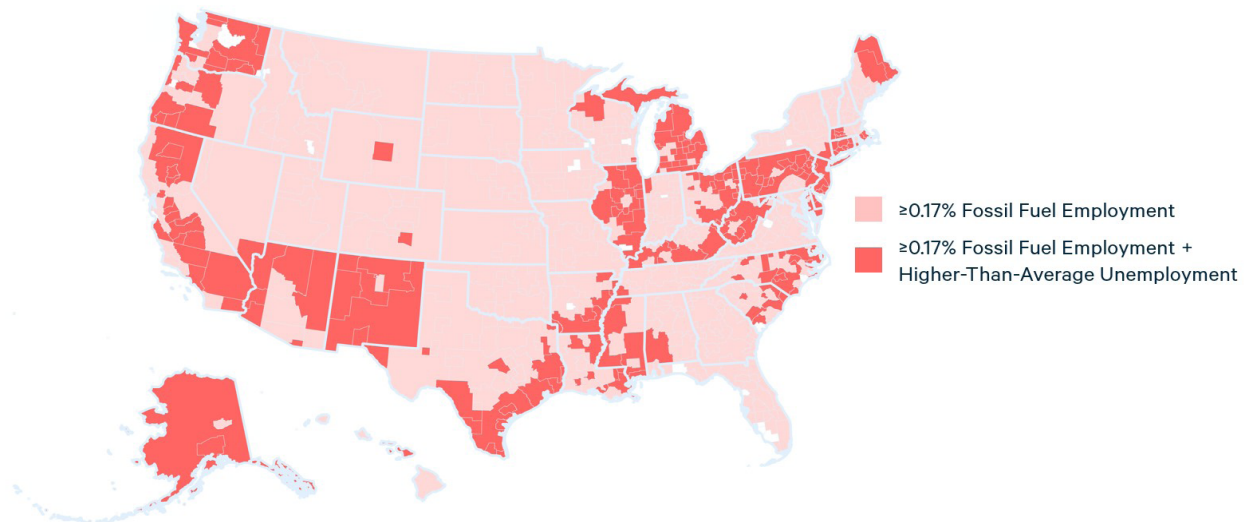 ≥0.17% Fossil Fuel Employment
≥0.17% Fossil Fuel Employment +
Higher-Than-Average Unemployment